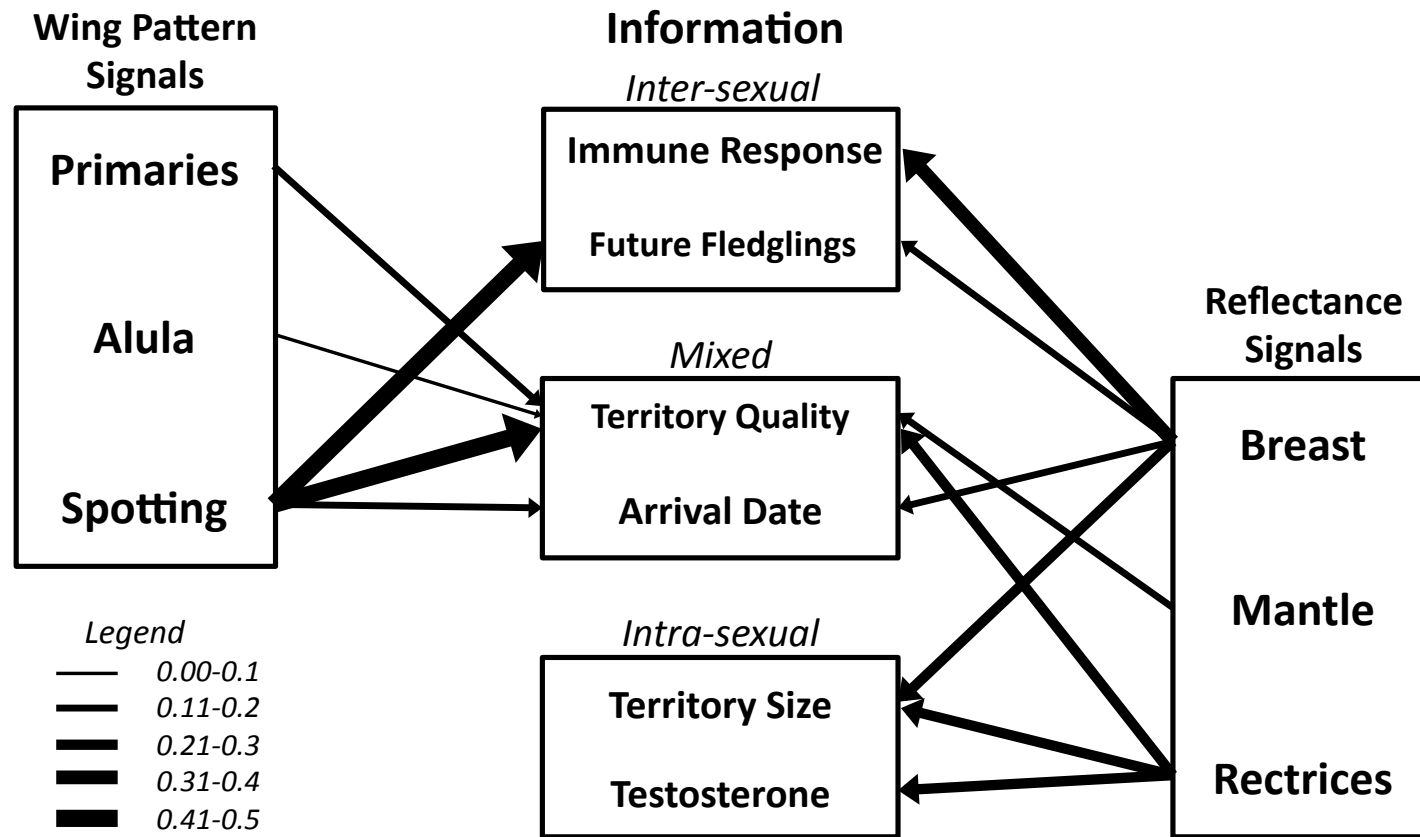 Wing Pattern
Signals
Primaries
Alula
Spotting
Legend
0.00-0.1
0.11-0.2
0.21-0.3
0.31-0.4
0.41-0.5
Information
Inter-sexual
Immune Response
Future Fledglings
Mixed
Territory Quality
Arrival Date
Intra-sexual
Territory Size
Testosterone
Reflectance
Signals
Breast
Mantle
Rectrices